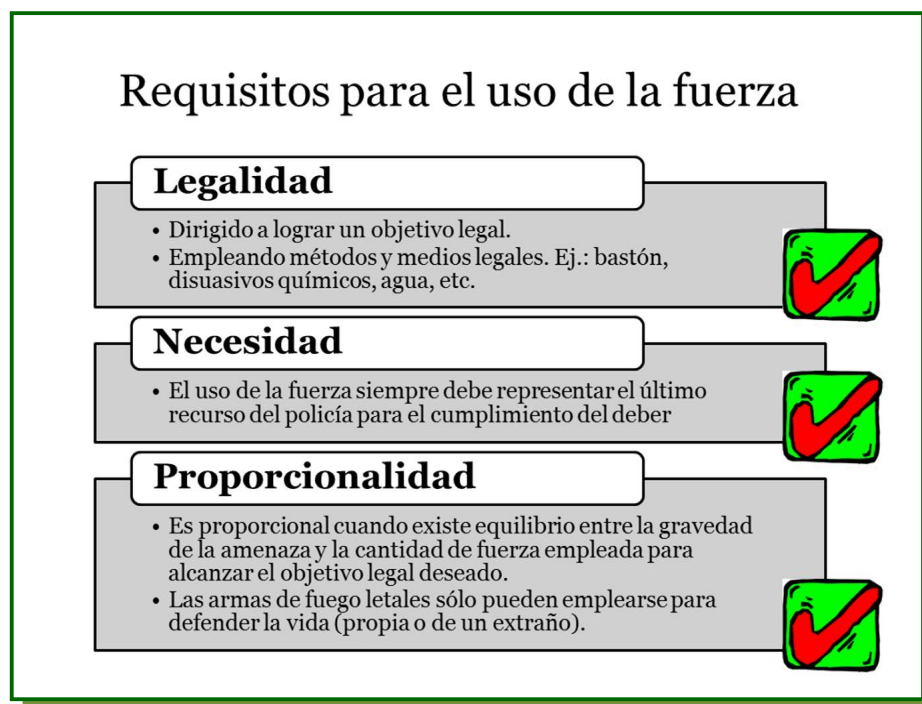 Requisitos para el uso de la fuerza
Legalidad
• Dirigido a lograr un objetivo legal.
• Empleando métodos y medios legales. Ej.: bastón,
disuasivos químicos, agua, etc.
Necesidad
• El uso de la fuerza siempre debe representar el último
recurso del policía para el cumplimiento del deber
Proporcionalidad
• Es proporcional cuando existe equilibrio entre la gravedad
de la amenaza y la cantidad de fuerza empleada para
alcanzar el objetivo legal deseado.
• Las armas de fuego letales sólo pueden emplearse para
defender la vida (propia o de un extraño).